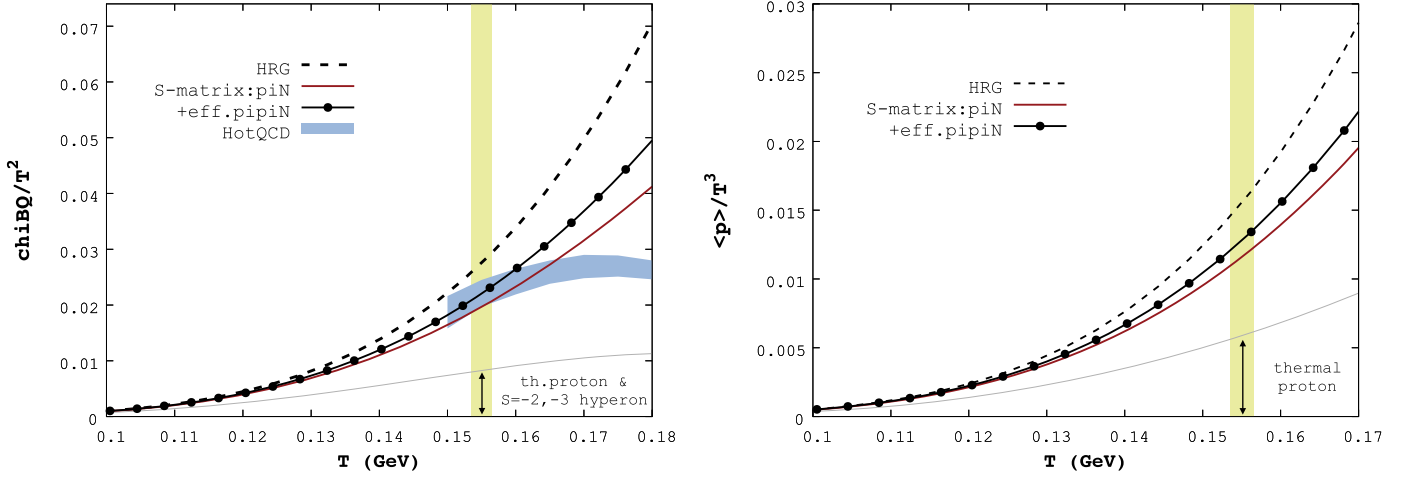 chiBQ/T²
0.07
0.06
0.05
0.04
0.03
0.02
0.01
0
HRG
S-matrix:piN
+eff.pipiN
HotQCD
th.proton &
S=-2,-3 hyperon
0.1 0.11 0.12 0.13 0.14 0.15 0.16 0.17 0.18
T (GeV)
<p>/T³
0.03
0.025
0.02
0.015
0.01
0.005
0
HRG
S-matrix:piN
+eff.pipiN
thermal
proton
0.1 0.11 0.12 0.13 0.14 0.15 0.16 0.17
T (GeV)